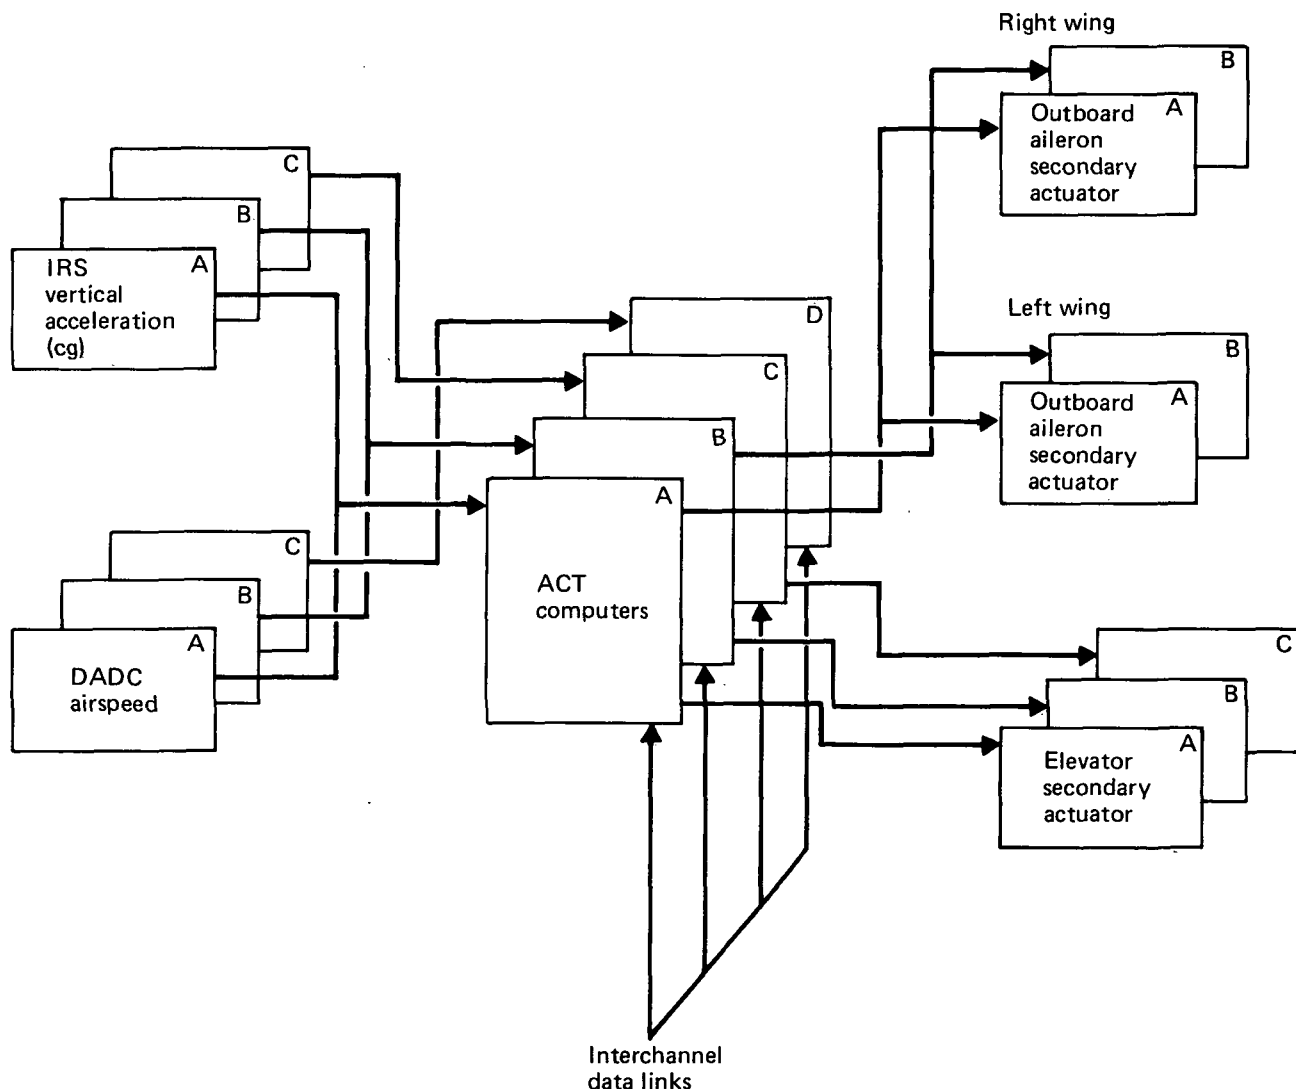 Right wing
B
A
Outboard
aileron
secondary
actuator
C
B
A
IRS
vertical
acceleration
(cg)
Left wing
B
A
Outboard
aileron
secondary
actuator
D
C
B
A
ACT
computers
C
B
A
DADC
airspeed
C
B
A
Elevator
secondary
actuator
Interchannel
data links